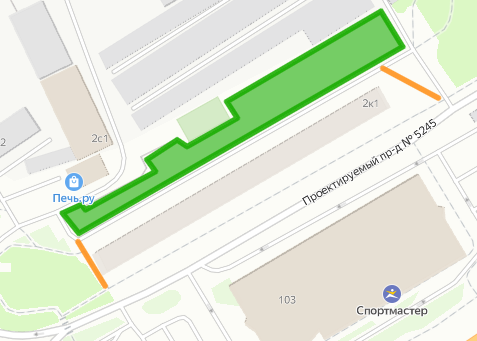 2к1
2с1
2
Печь.ру
Проектируемый пр-д № 5245
103
Спортмастер